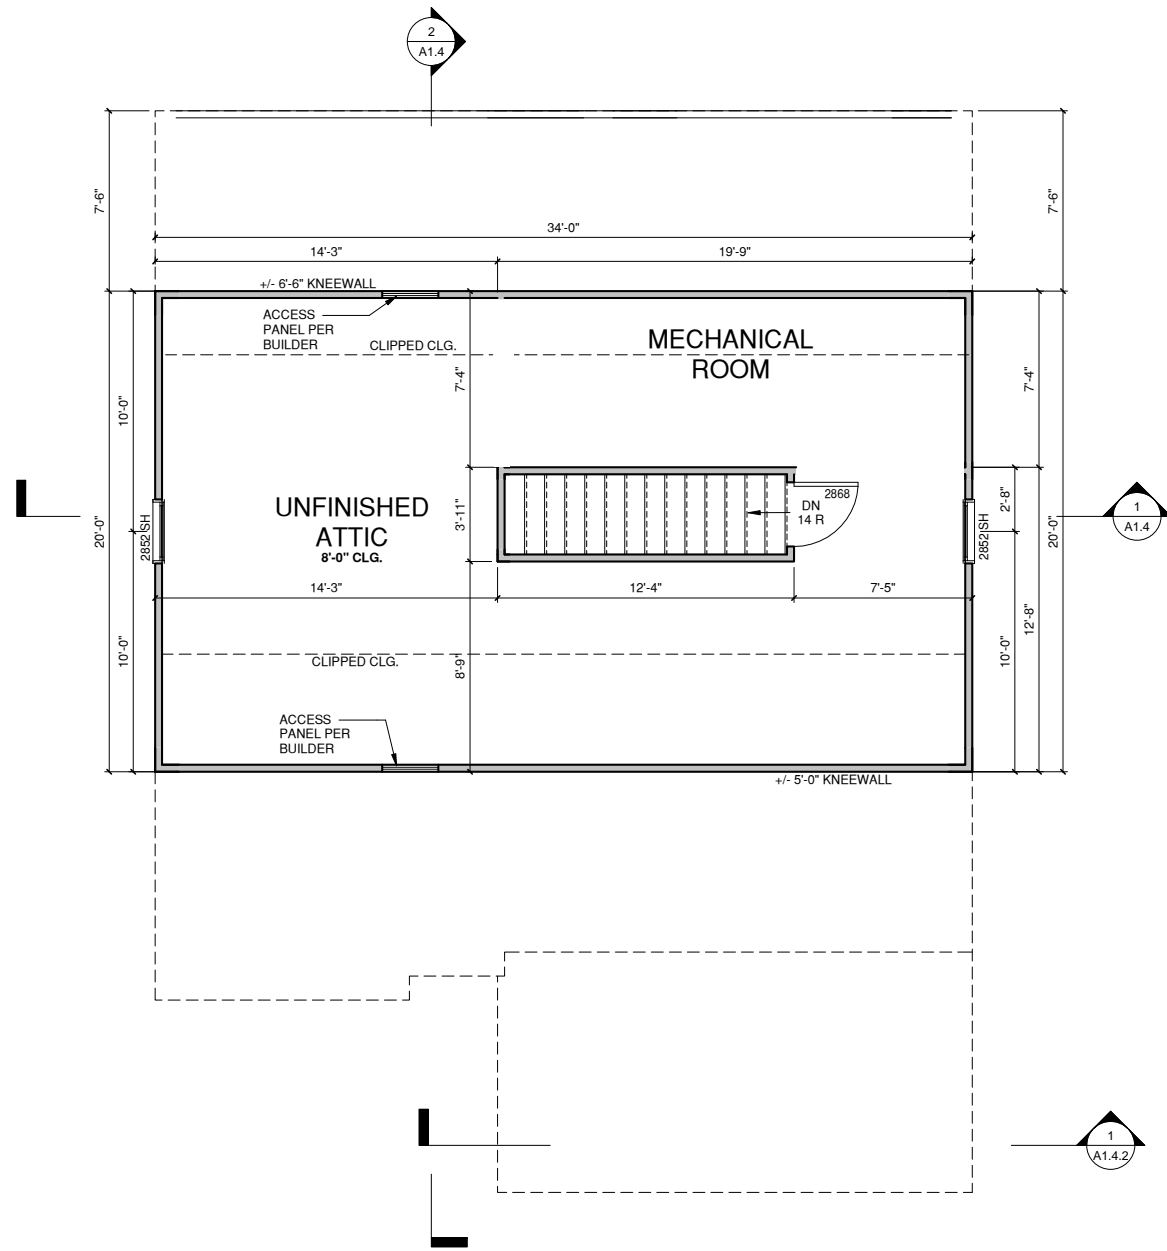 2
A1.4
7'-6"
7'-6"
34'-0"
14'-3"
19'-9"
+/- 6'-6" KNEEWALL
ACCESS
PANEL PER
BUILDER
CLIPPED CLG.
MECHANICAL
ROOM
7'-4"
7'-4"
10'-0"
20'-0"
UNFINISHED
ATTIC
8'-0" CLG.
3'-11"
2868
DN
14 R
2'-8"
2852 SH
2852 SH
20'-0"
1
A1.4
14'-3"
12'-4"
7'-5"
12'-8"
10'-0"
10'-0"
8'-9"
CLIPPED CLG.
ACCESS
PANEL PER
BUILDER
+/- 5'-0" KNEEWALL
1
A1.4.2